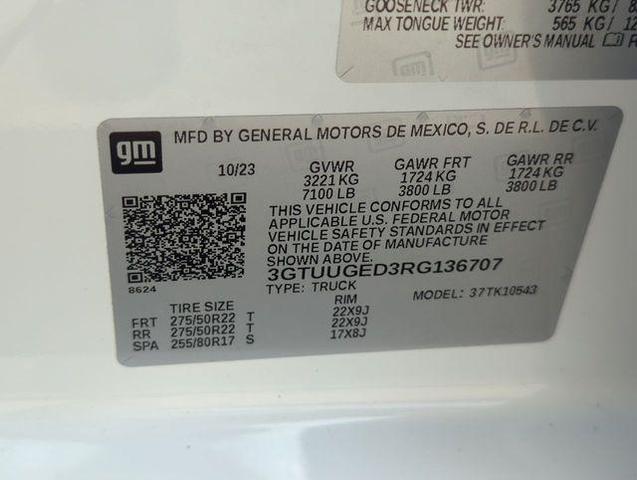 GOOSENECK TWR: 3765 KG/ 8
MAX TONGUE WEIGHT: 565 KG/ 12
SEE OWNER'S MANUAL
gm
gm MFD BY GENERAL MOTORS DE MEXICO, S. DE R.L. DE C.V.
10/23 GVWR GAWR FRT GAWR RR
3221 KG 1724 KG 1724 KG
7100 LB 3800 LB 3800 LB
THIS VEHICLE CONFORMS TO ALL
APPLICABLE U.S. FEDERAL MOTOR
VEHICLE SAFETY STANDARDS IN EFFECT
ON THE DATE OF MANUFACTURE
SHOWN ABOVE.
8624
3GTUUGED3RG136707
TYPE: TRUCK MODEL: 37TK10543
TIRE SIZE RIM
FRT 275/50R22 T 22X9J
RR 275/50R22 T 22X9J
SPA 255/80R17 S 17X8J